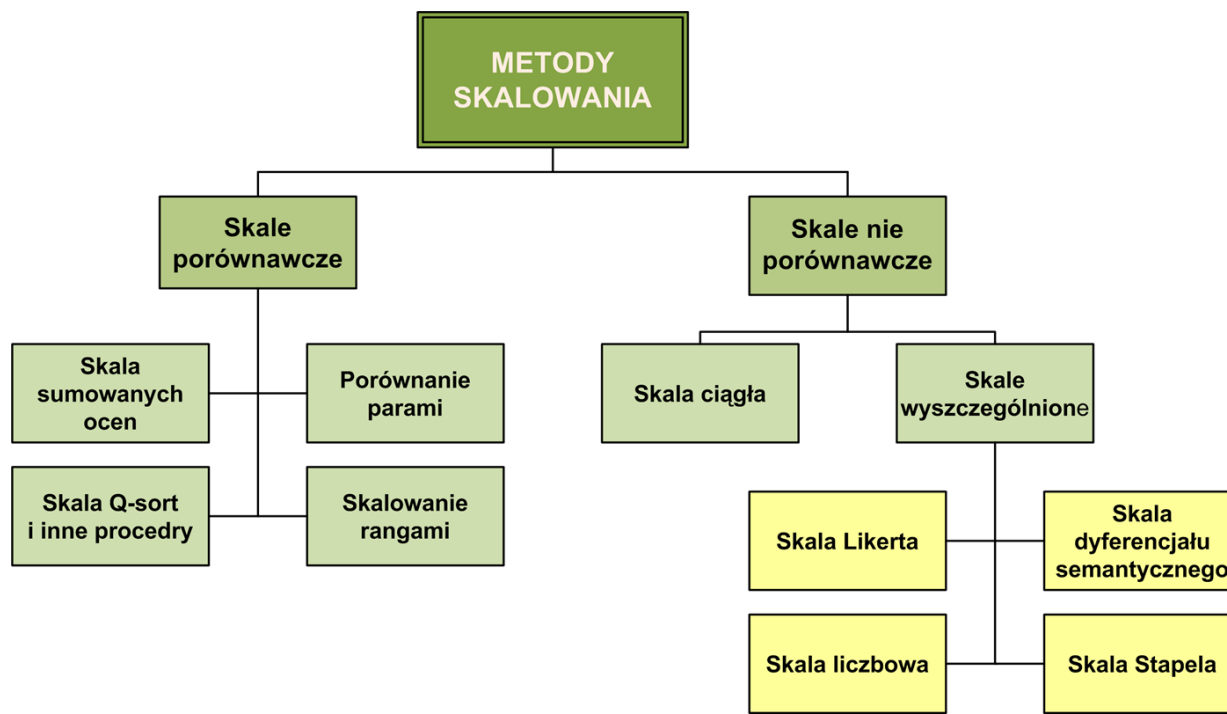 METODY
SKALOWANIA
Skale
porównawcze
Skale nie
porównawcze
Skala
sumowanych
ocen
Porównanie
parami
Skala ciągła
Skale
wyszczególnione
Skala Q-sort
i inne procedry
Skalowanie
rangami
Skala Likerta
Skala
dyferencjału
semantycznego
Skala liczbowa
Skala Stapela